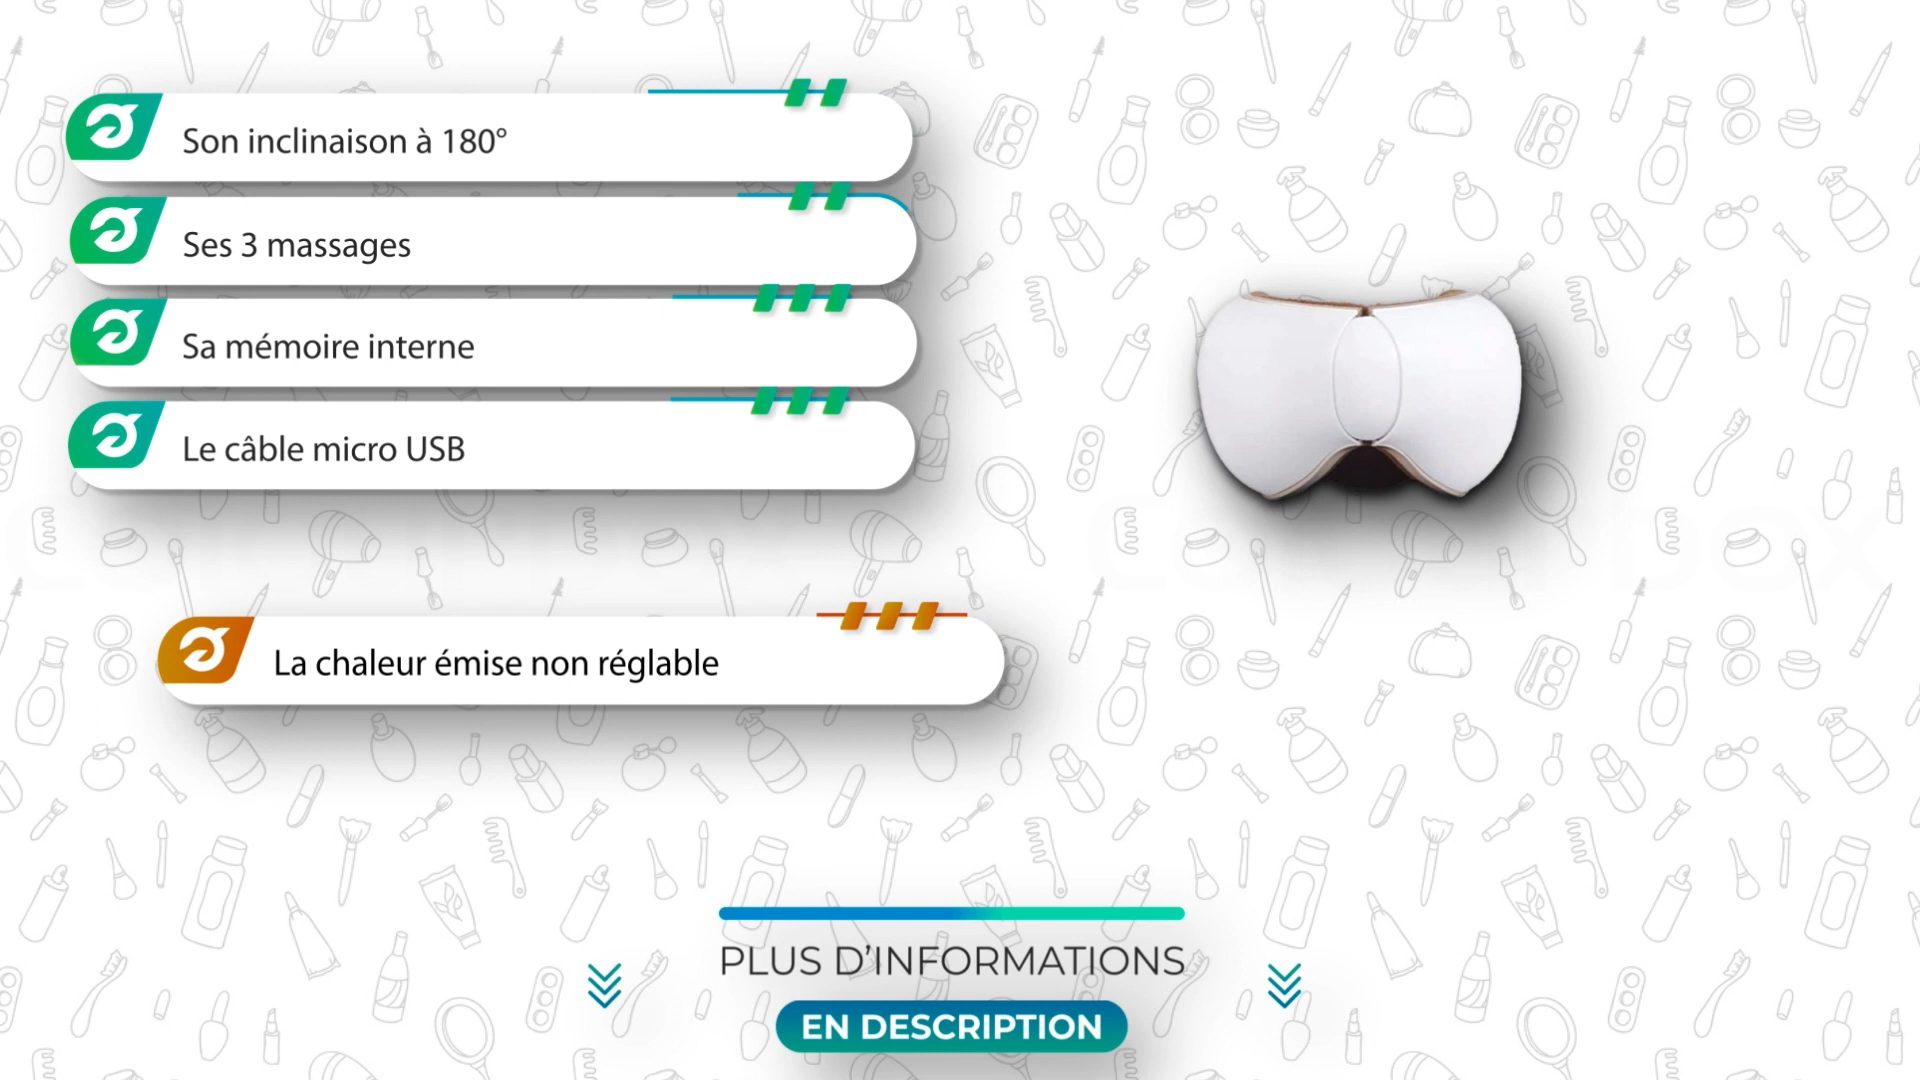 Son inclinaison à 180°
Ses 3 massages
Sa mémoire interne
Le câble micro USB
La chaleur émise non réglable
PLUS D'INFORMATIONS
EN DESCRIPTION